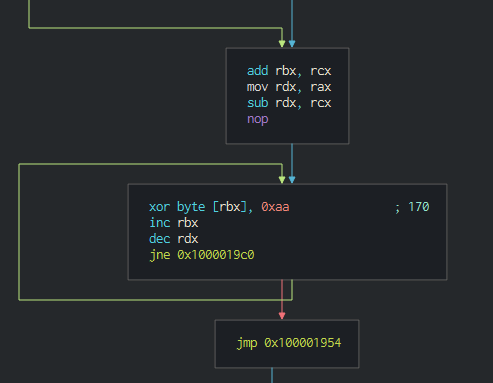 add rbx, rcx
mov rdx, rax
sub rdx, rcx
nop
xor byte [rbx], 0xaa ; 170
inc rbx
dec rdx
jne 0x1000019c0
jmp 0x100001954